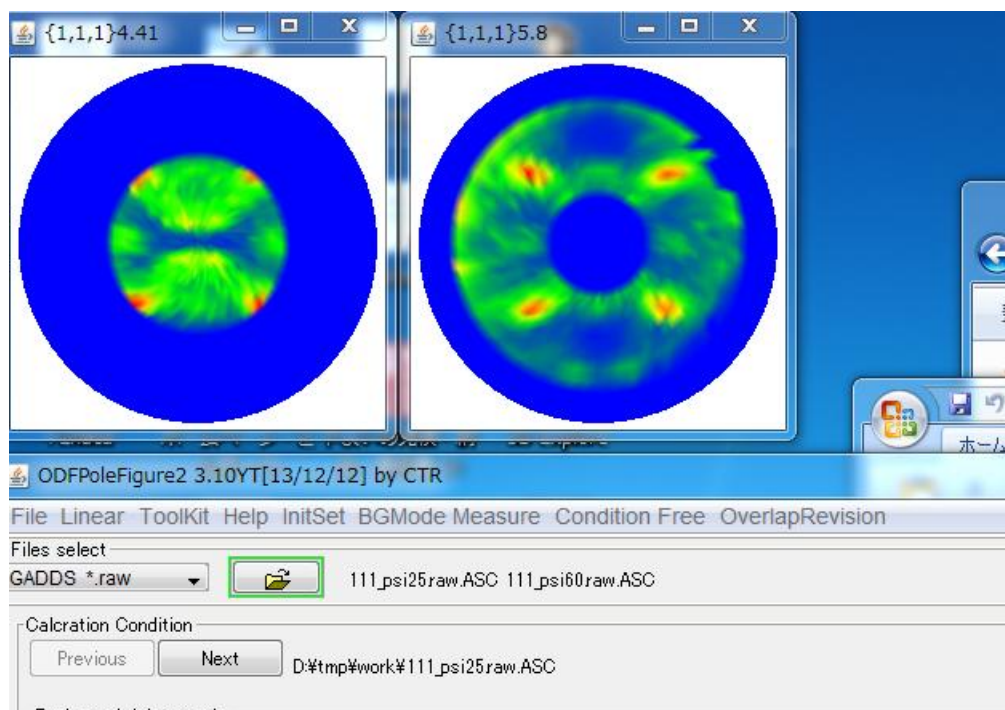 {1,1,1}4.41
{1,1,1}5.8
ホーム
ODFPoleFigure2 3.10YT[13/12/12] by CTR
File Linear ToolKit Help InitSet BGMode Measure Condition Free OverlapRevision
Files select
GADDS *.raw
111_psi25raw.ASC 111_psi60raw.ASC
Calcration Condition
Previous
Next
D:¥tmp¥work¥111_psi25raw.ASC